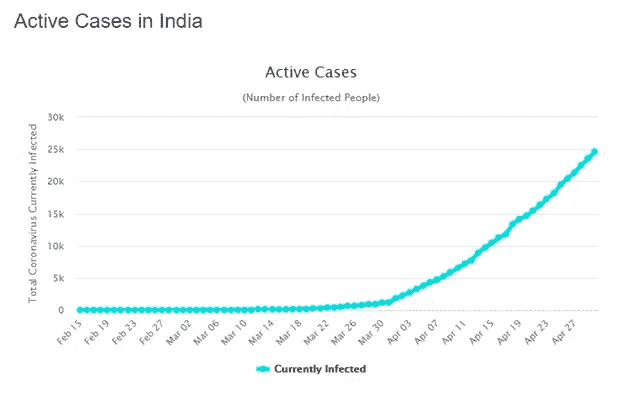 Active Cases in India
Active Cases
(Number of Infected People)
Total Coronavirus Currently Infected
30k
25k
20k
15k
10k
5k
0
Feb 15
Feb 19
Feb 23
Feb 27
Mar 02
Mar 06
Mar 10
Mar 14
Mar 18
Mar 22
Mar 26
Mar 30
Apr 03
Apr 07
Apr 11
Apr 15
Apr 19
Apr 23
Apr 27
Currently Infected